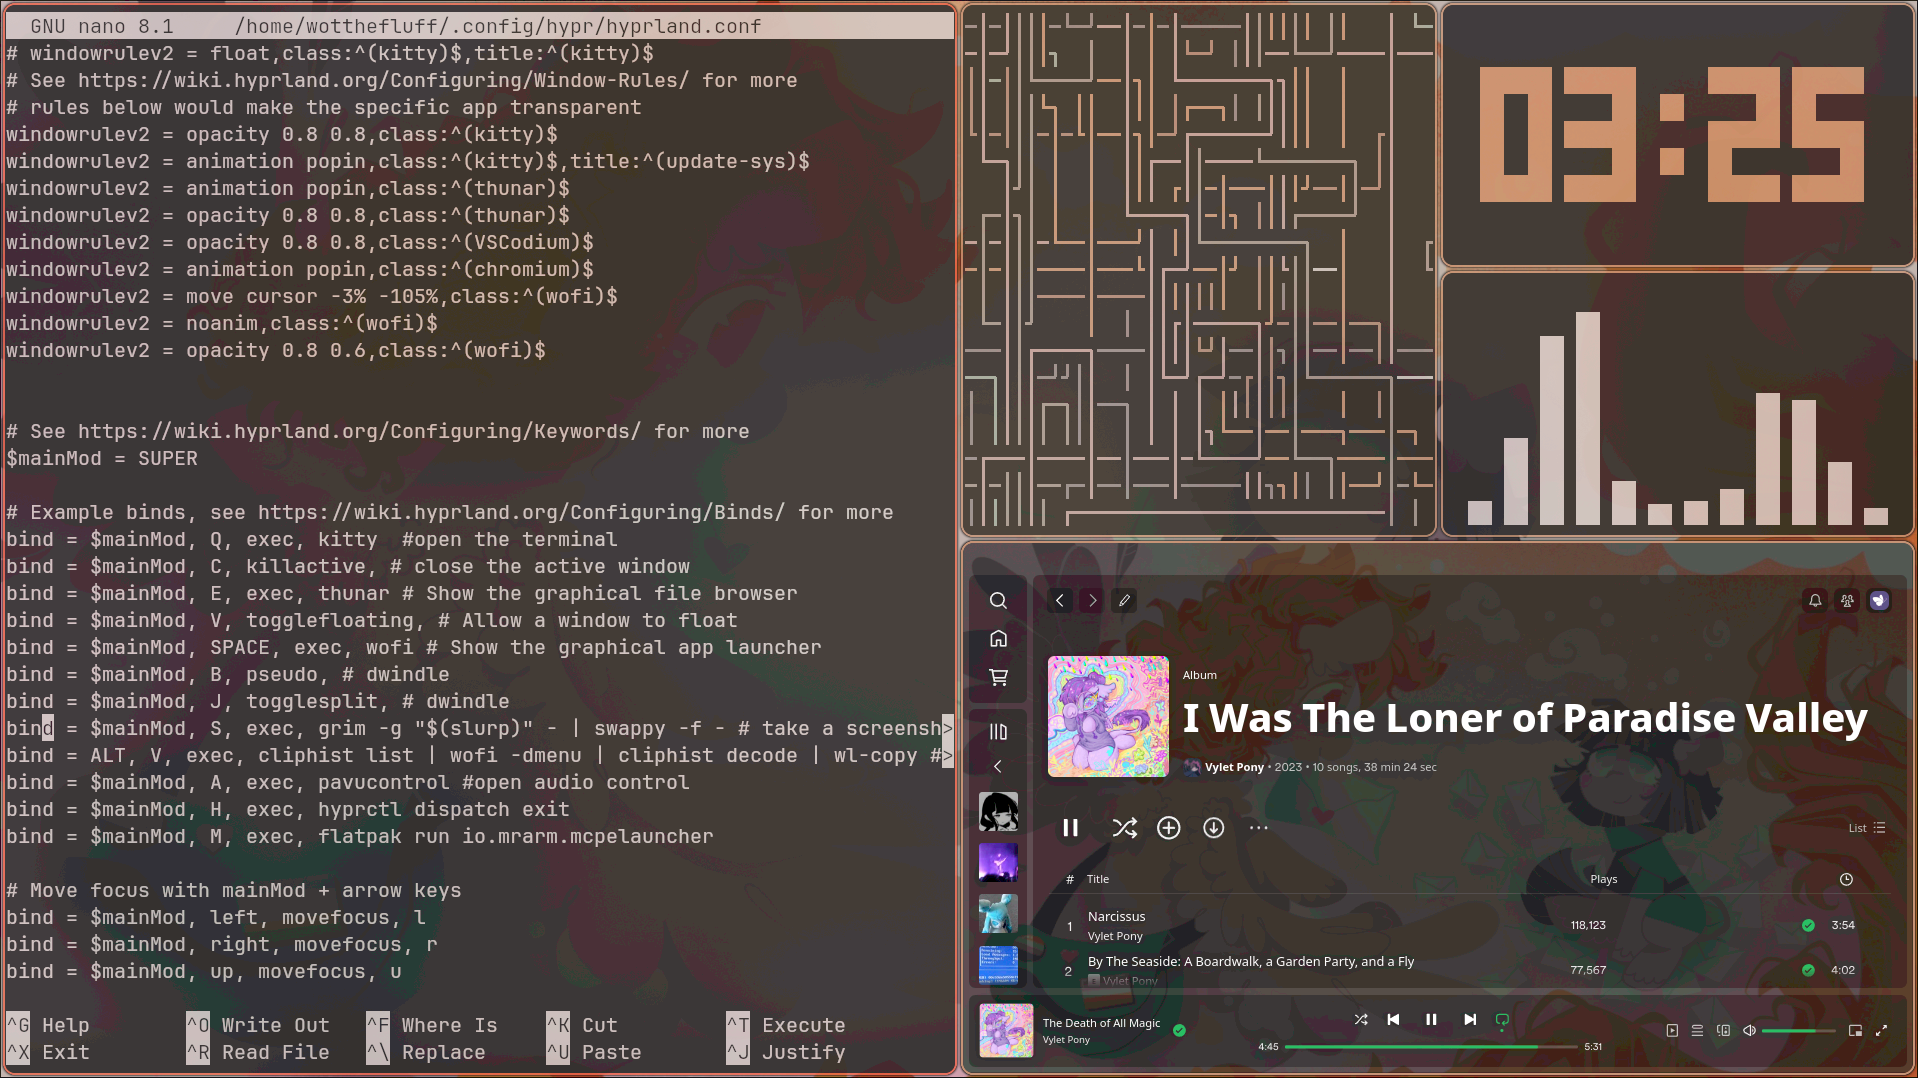 GNU nano 8.1 /home/wotthefluff/.config/hypr/hyprland.conf
# windowrulev2 = float,class:^(kitty)$,title:^(kitty)$
# See https://wiki.hyprland.org/Configuring/Window-Rules/ for more
# rules below would make the specific app transparent
windowrulev2 = opacity 0.8 0.8,class:^(kitty)$
windowrulev2 = animation popin,class:^(kitty)$,title:^(update-sys)$
windowrulev2 = animation popin,class:^(thunar)$
windowrulev2 = opacity 0.8 0.8,class:^(thunar)$
windowrulev2 = opacity 0.8 0.8,class:^(VSCodium)$
windowrulev2 = animation popin,class:^(chromium)$
windowrulev2 = move cursor -3% -105%,class:^(wofi)$
windowrulev2 = noanim,class:^(wofi)$
windowrulev2 = opacity 0.8 0.6,class:^(wofi)$
# See https://wiki.hyprland.org/Configuring/Keywords/ for more
$mainMod = SUPER
# Example binds, see https://wiki.hyprland.org/Configuring/Binds/ for more
bind = $mainMod, Q, exec, kitty  #open the terminal
bind = $mainMod, C, killactive, # close the active window
bind = $mainMod, E, exec, thunar # Show the graphical file browser
bind = $mainMod, V, togglefloating, # Allow a window to float
bind = $mainMod, SPACE, exec, wofi # Show the graphical app launcher
bind = $mainMod, B, pseudo, # dwindle
bind = $mainMod, J, togglesplit, # dwindle
bind = $mainMod, S, exec, grim -g "$(slurp)" - | swappy -f - # take a screensh>
bind = ALT, V, exec, cliphist list | wofi -dmenu | cliphist decode | wl-copy #>
bind = $mainMod, A, exec, pavucontrol #open audio control
bind = $mainMod, H, exec, hyprctl dispatch exit
bind = $mainMod, M, exec, flatpak run io.mrarm.mcpelauncher
# Move focus with mainMod + arrow keys
bind = $mainMod, left, movefocus, l
bind = $mainMod, right, movefocus, r
bind = $mainMod, up, movefocus, u
^G Help ^O Write Out ^F Where Is ^K Cut ^T Execute
^X Exit ^R Read File ^\ Replace ^U Paste ^J Justify
03:25
Album
I Was The Loner of Paradise Valley
Vylet Pony • 2023 • 10 songs, 38 min 24 sec
List
# Title Plays
1 Narcissus 118,123 3:54
Vylet Pony
2 By The Seaside: A Boardwalk, a Garden Party, and a Fly 77,567 4:02
Vylet Pony
The Death of All Magic
Vylet Pony
4:45 5:31